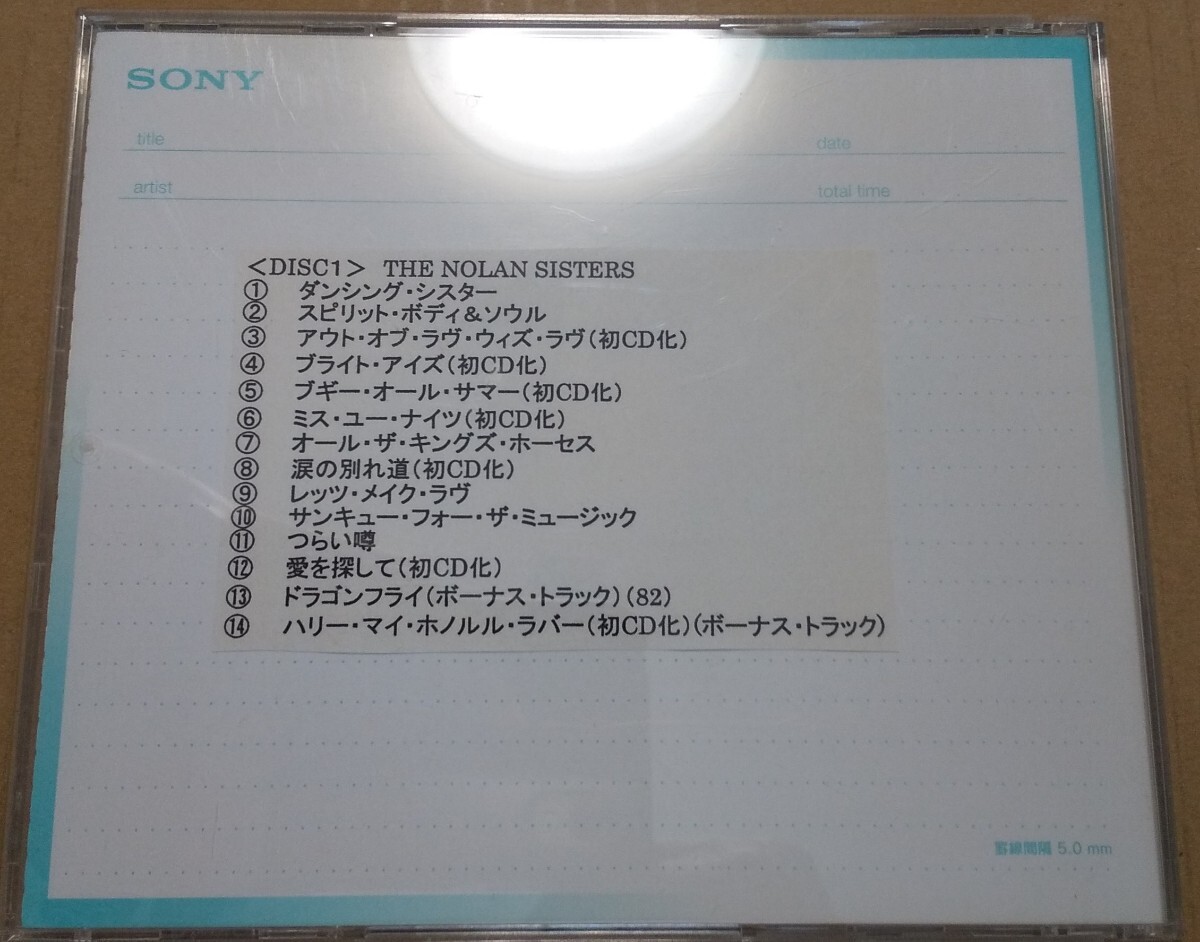 SONY
title
date
artist
total time
<DISC1> THE NOLAN SISTERS
① ダンシング・シスター
② スピリット・ボディ&ソウル
③ アウト・オブ・ラヴ・ウィズ・ラヴ(初CD化)
④ ブライト・アイズ(初CD化)
⑤ ブギー・オール・サマー(初CD化)
⑥ ミス・ユー・ナイツ(初CD化)
⑦ オール・ザ・キングズ・ホーセス
⑧ 涙の別れ道(初CD化)
⑨ レッツ・メイク・ラヴ
⑩ サンキュー・フォー・ザ・ミュージック
⑪ つらい噂
⑫ 愛を探して(初CD化)
⑬ ドラゴンフライ(ボーナス・トラック)(82)
⑭ ハリー・マイ・ホノルル・ラバー(初CD化)(ボーナス・トラック)
罫線間隔 5.0 mm